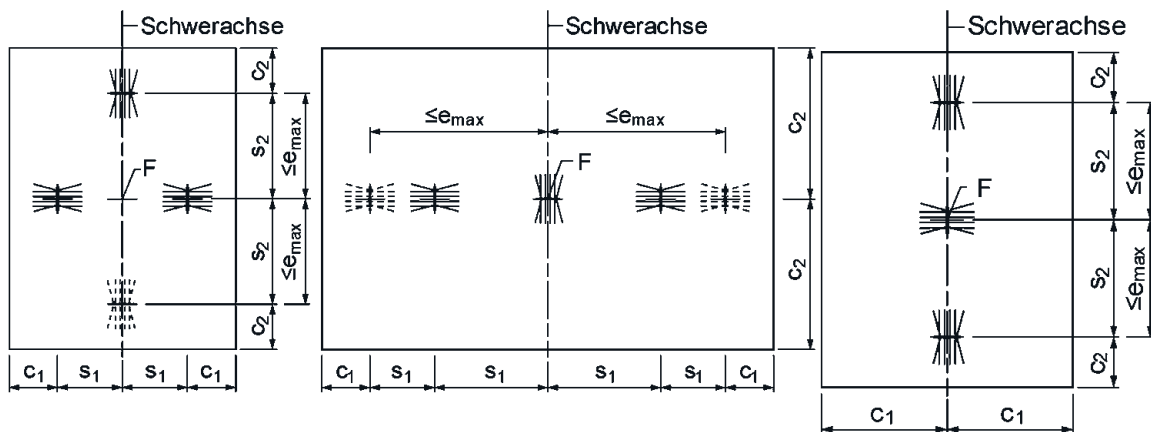 Schwerachse
c2
s2
≤emax
F
s2
≤emax
c2
c1
s1
s1
c1
Schwerachse
≤emax
≤emax
F
c2
c2
c1
s1
s1
s1
s1
c1
Schwerachse
c2
s2
≤emax
F
s2
≤emax
c2
c1
c1